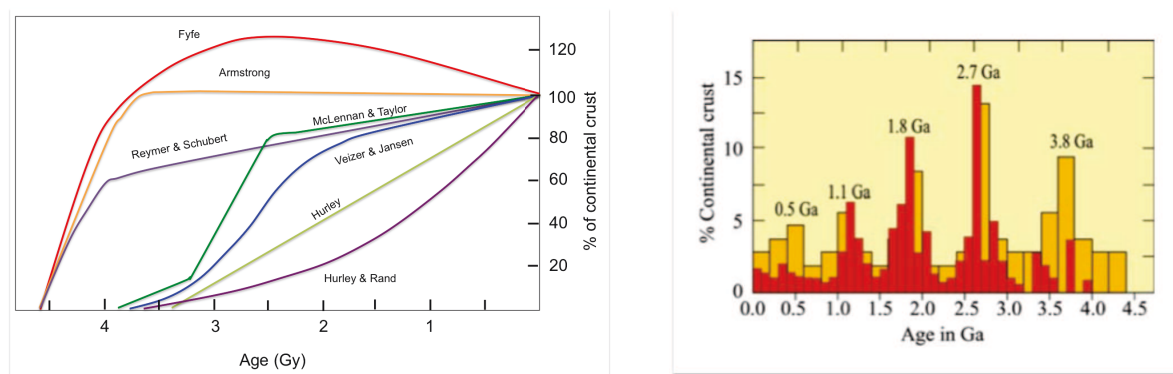 Fyfe
Armstrong
McLennan & Taylor
Reymer & Schubert
Veizer & Jansen
Hurley
Hurley & Rand
120
100
80
60
40
20
% of continental crust
4 3 2 1
Age (Gy)
2.7 Ga
1.8 Ga
3.8 Ga
1.1 Ga
0.5 Ga
15
10
5
0
% Continental crust
0.0 0.5 1.0 1.5 2.0 2.5 3.0 3.5 4.0 4.5
Age in Ga